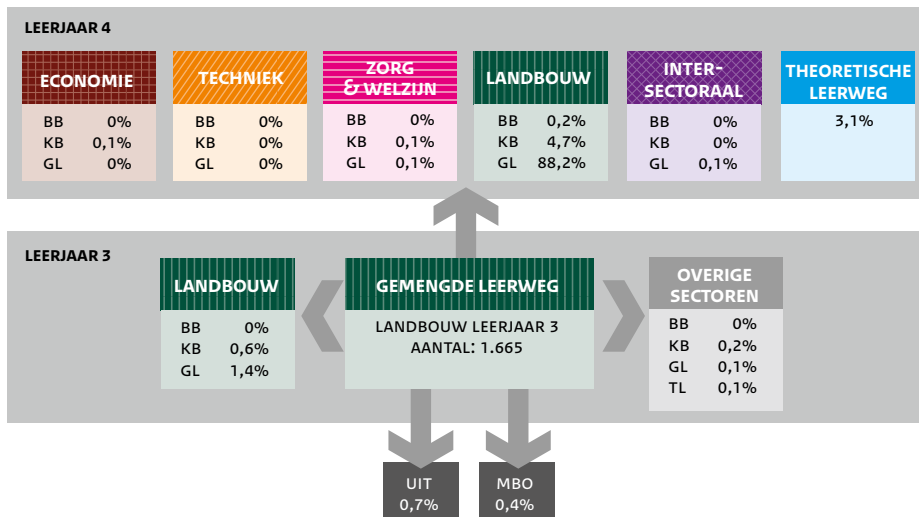 LEERJAAR 4
ECONOMIE
BB 0%
KB 0,1%
GL 0%
TECHNIEK
BB 0%
KB 0%
GL 0%
ZORG
& WELZIJN
BB 0%
KB 0,1%
GL 0,1%
LANDBOUW
BB 0,2%
KB 4,7%
GL 88,2%
INTER-
SECTORAAL
BB 0%
KB 0%
GL 0,1%
THEORETISCHE
LEERWEG
3,1%
LEERJAAR 3
LANDBOUW
BB 0%
KB 0,6%
GL 1,4%
GEMENGDE LEERWEG
LANDBOUW LEERJAAR 3
AANTAL: 1.665
OVERIGE
SECTOREN
BB 0%
KB 0,2%
GL 0,1%
TL 0,1%
UIT
0,7%
MBO
0,4%